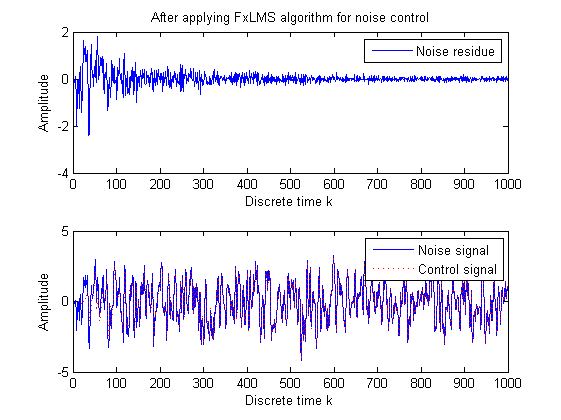 After applying FxLMS algorithm for noise control
2
0
-2
-4
Amplitude
Noise residue
0 100 200 300 400 500 600 700 800 900 1000
Discrete time k
5
0
-5
Amplitude
Noise signal
Control signal
0 100 200 300 400 500 600 700 800 900 1000
Discrete time k